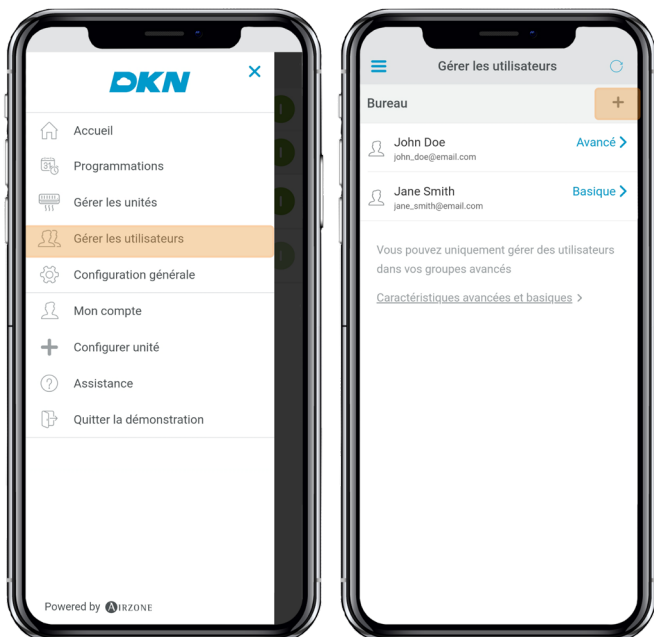 DKN
Accueil
Programmations
Gérer les unités
Gérer les utilisateurs
Configuration générale
Mon compte
Configurer unité
Assistance
Quitter la démonstration
Powered by AIRZONE
Gérer les utilisateurs
Bureau
John Doe
Avancé
john_doe@email.com
Jane Smith
Basique
jane_smith@email.com
Vous pouvez uniquement gérer des utilisateurs
dans vos groupes avancés
Caractéristiques avancées et basiques